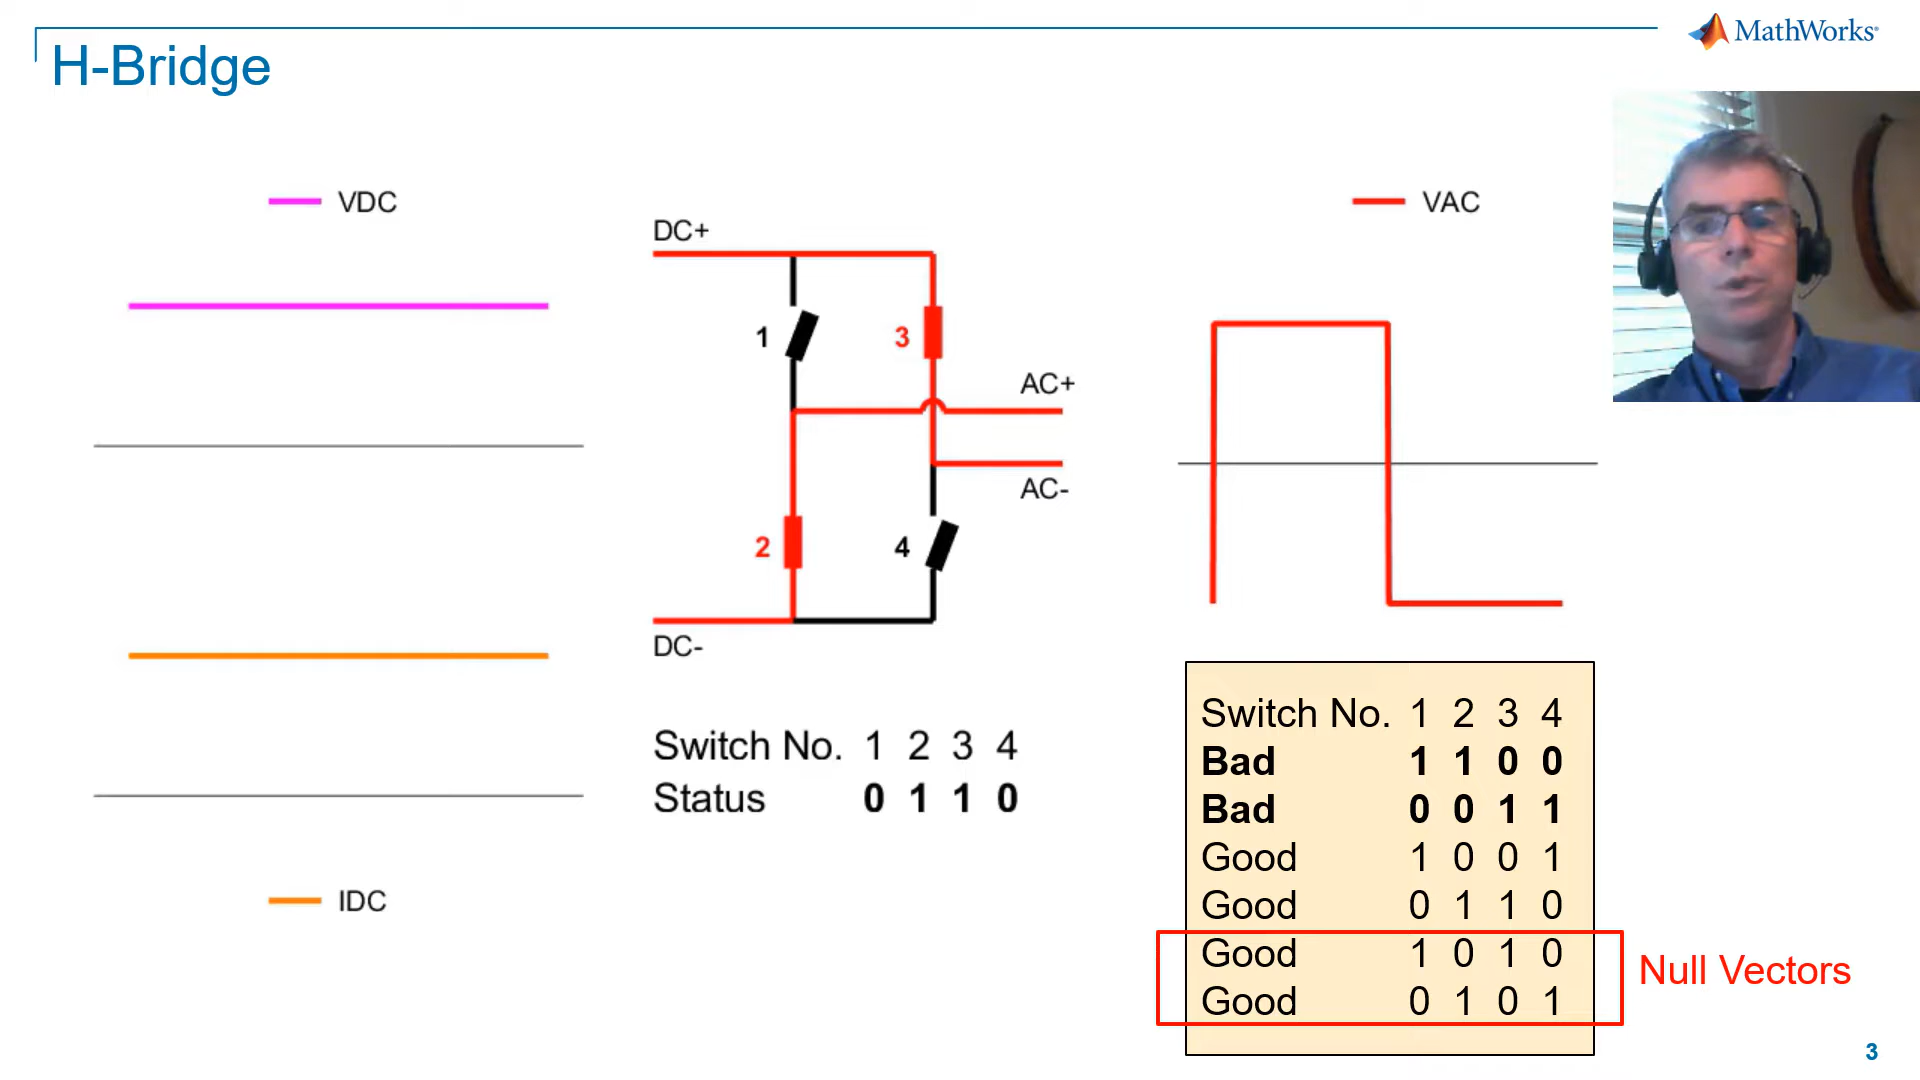 H-Bridge
MathWorks
VDC
IDC
DC+
1
3
AC+
AC-
2
4
DC-
Switch No. 1 2 3 4
Status 0 1 1 0
VAC
Switch No. 1 2 3 4
Bad 1 1 0 0
Bad 0 0 1 1
Good 1 0 0 1
Good 0 1 1 0
Good 1 0 1 0
Good 0 1 0 1
Null Vectors
3